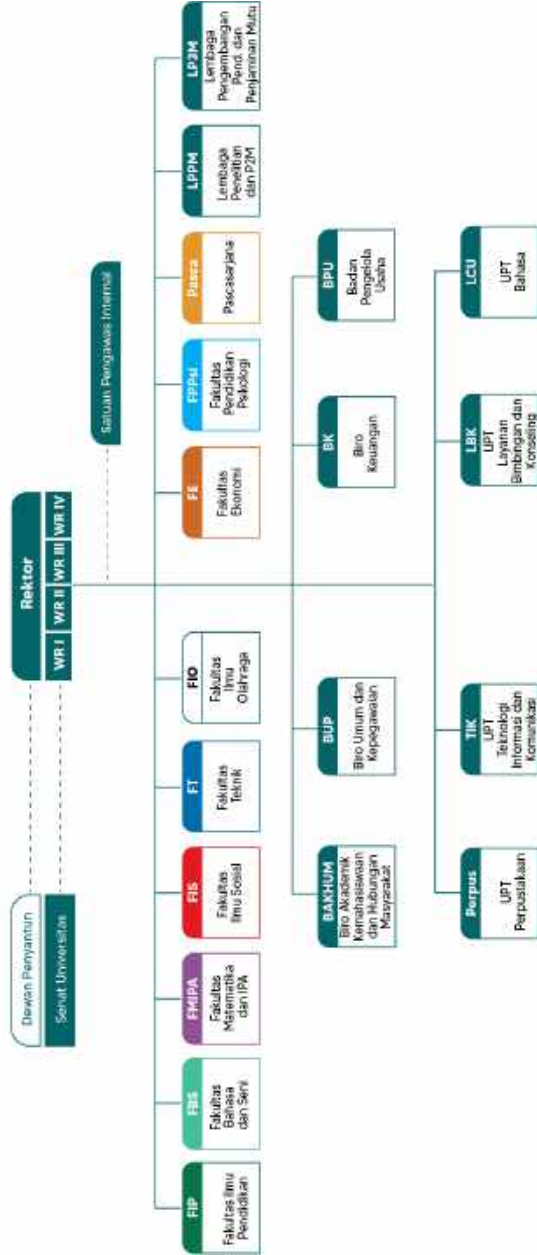 Dewan Penyantun
Senat Universitas
Rektor
WR I WR II WR III WR IV
Satuan Pengawas Internal
FIP
Fakultas Ilmu
Pendidikan
FBS
Fakultas
Bahasa
dan Seni
FMIPA
Fakultas
Matematika
dan IPA
FIS
Fakultas
Ilmu Sosial
FT
Fakultas
Teknik
FIO
Fakultas
Ilmu
Olahraga
FE
Fakultas
Ekonomi
FPPsi
Fakultas
Pendidikan
Psikologi
Pasca
Pascasarjana
LPPM
Lembaga
Penelitian
dan P2M
LP3M
Lembaga
Pengembangan
Pend. dan
Penjaminan Mutu
BAKHUM
Biro Akademik
Kemahasiswaan
dan Hubungan
Masyarakat
BUP
Biro Umum dan
Kepegawaian
BK
Biro
Keuangan
BPU
Badan
Pengelola
Usaha
Perpus
UPT
Perpustakaan
TIK
UPT
Teknologi
Informasi dan
Komunikasi
LBK
UPT
Layanan
Bimbingan dan
Konseling
LCU
UPT
Bahasa